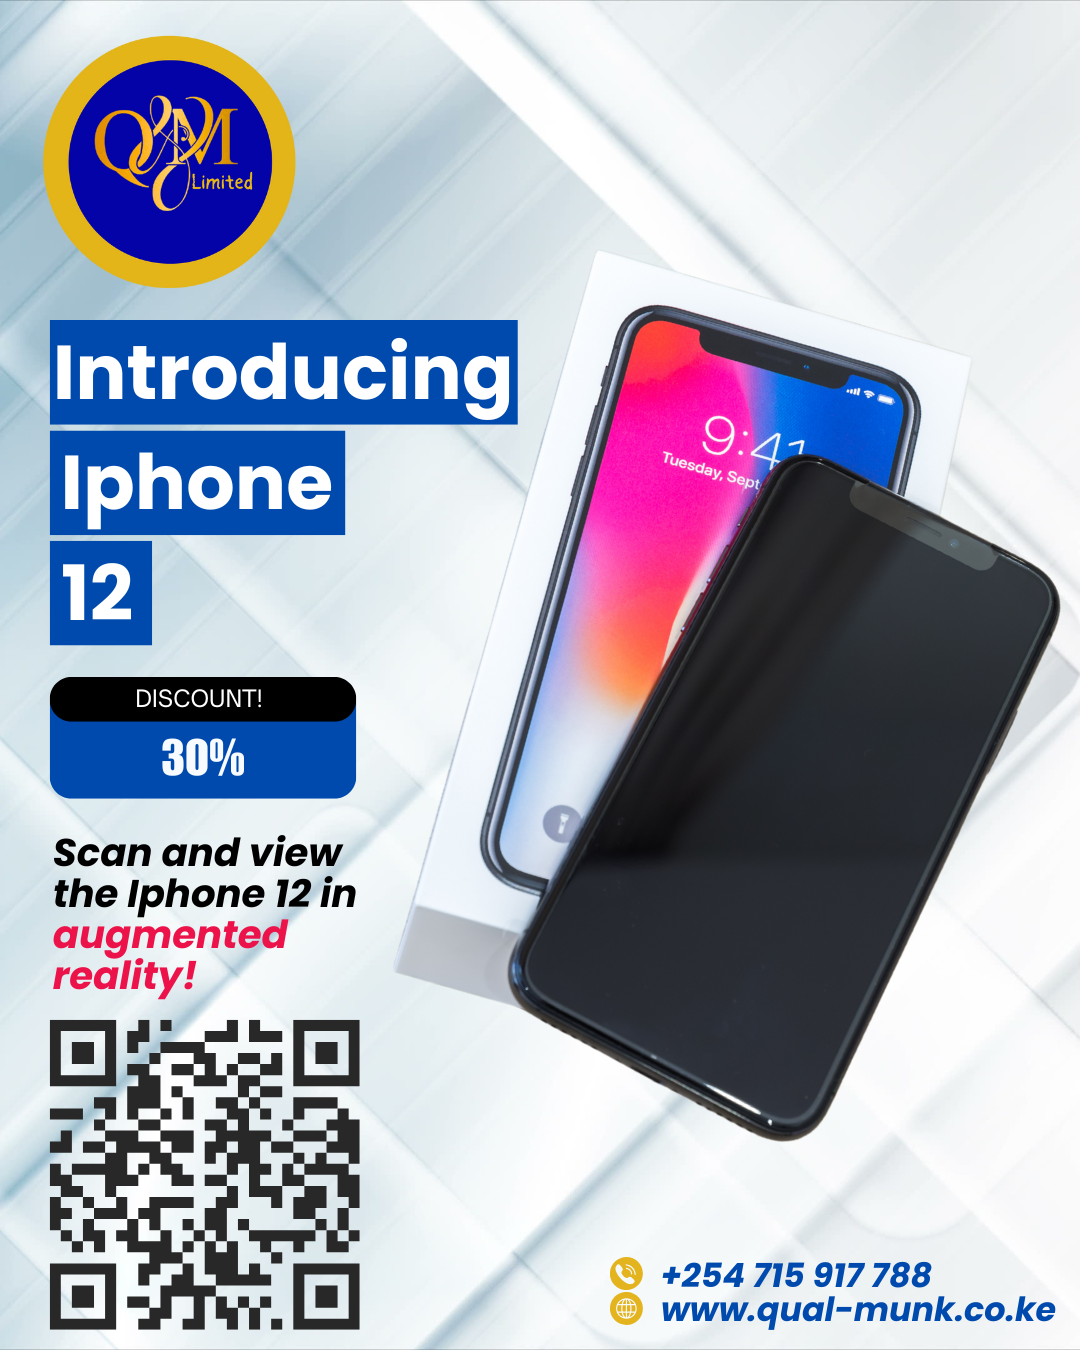 Q&M
Limited
Introducing
Iphone
12
9:41
Tuesday, Sept
DISCOUNT!
30%
Scan and view
the Iphone 12 in
augmented
reality!
+254 715 917 788
www.qual-munk.co.ke